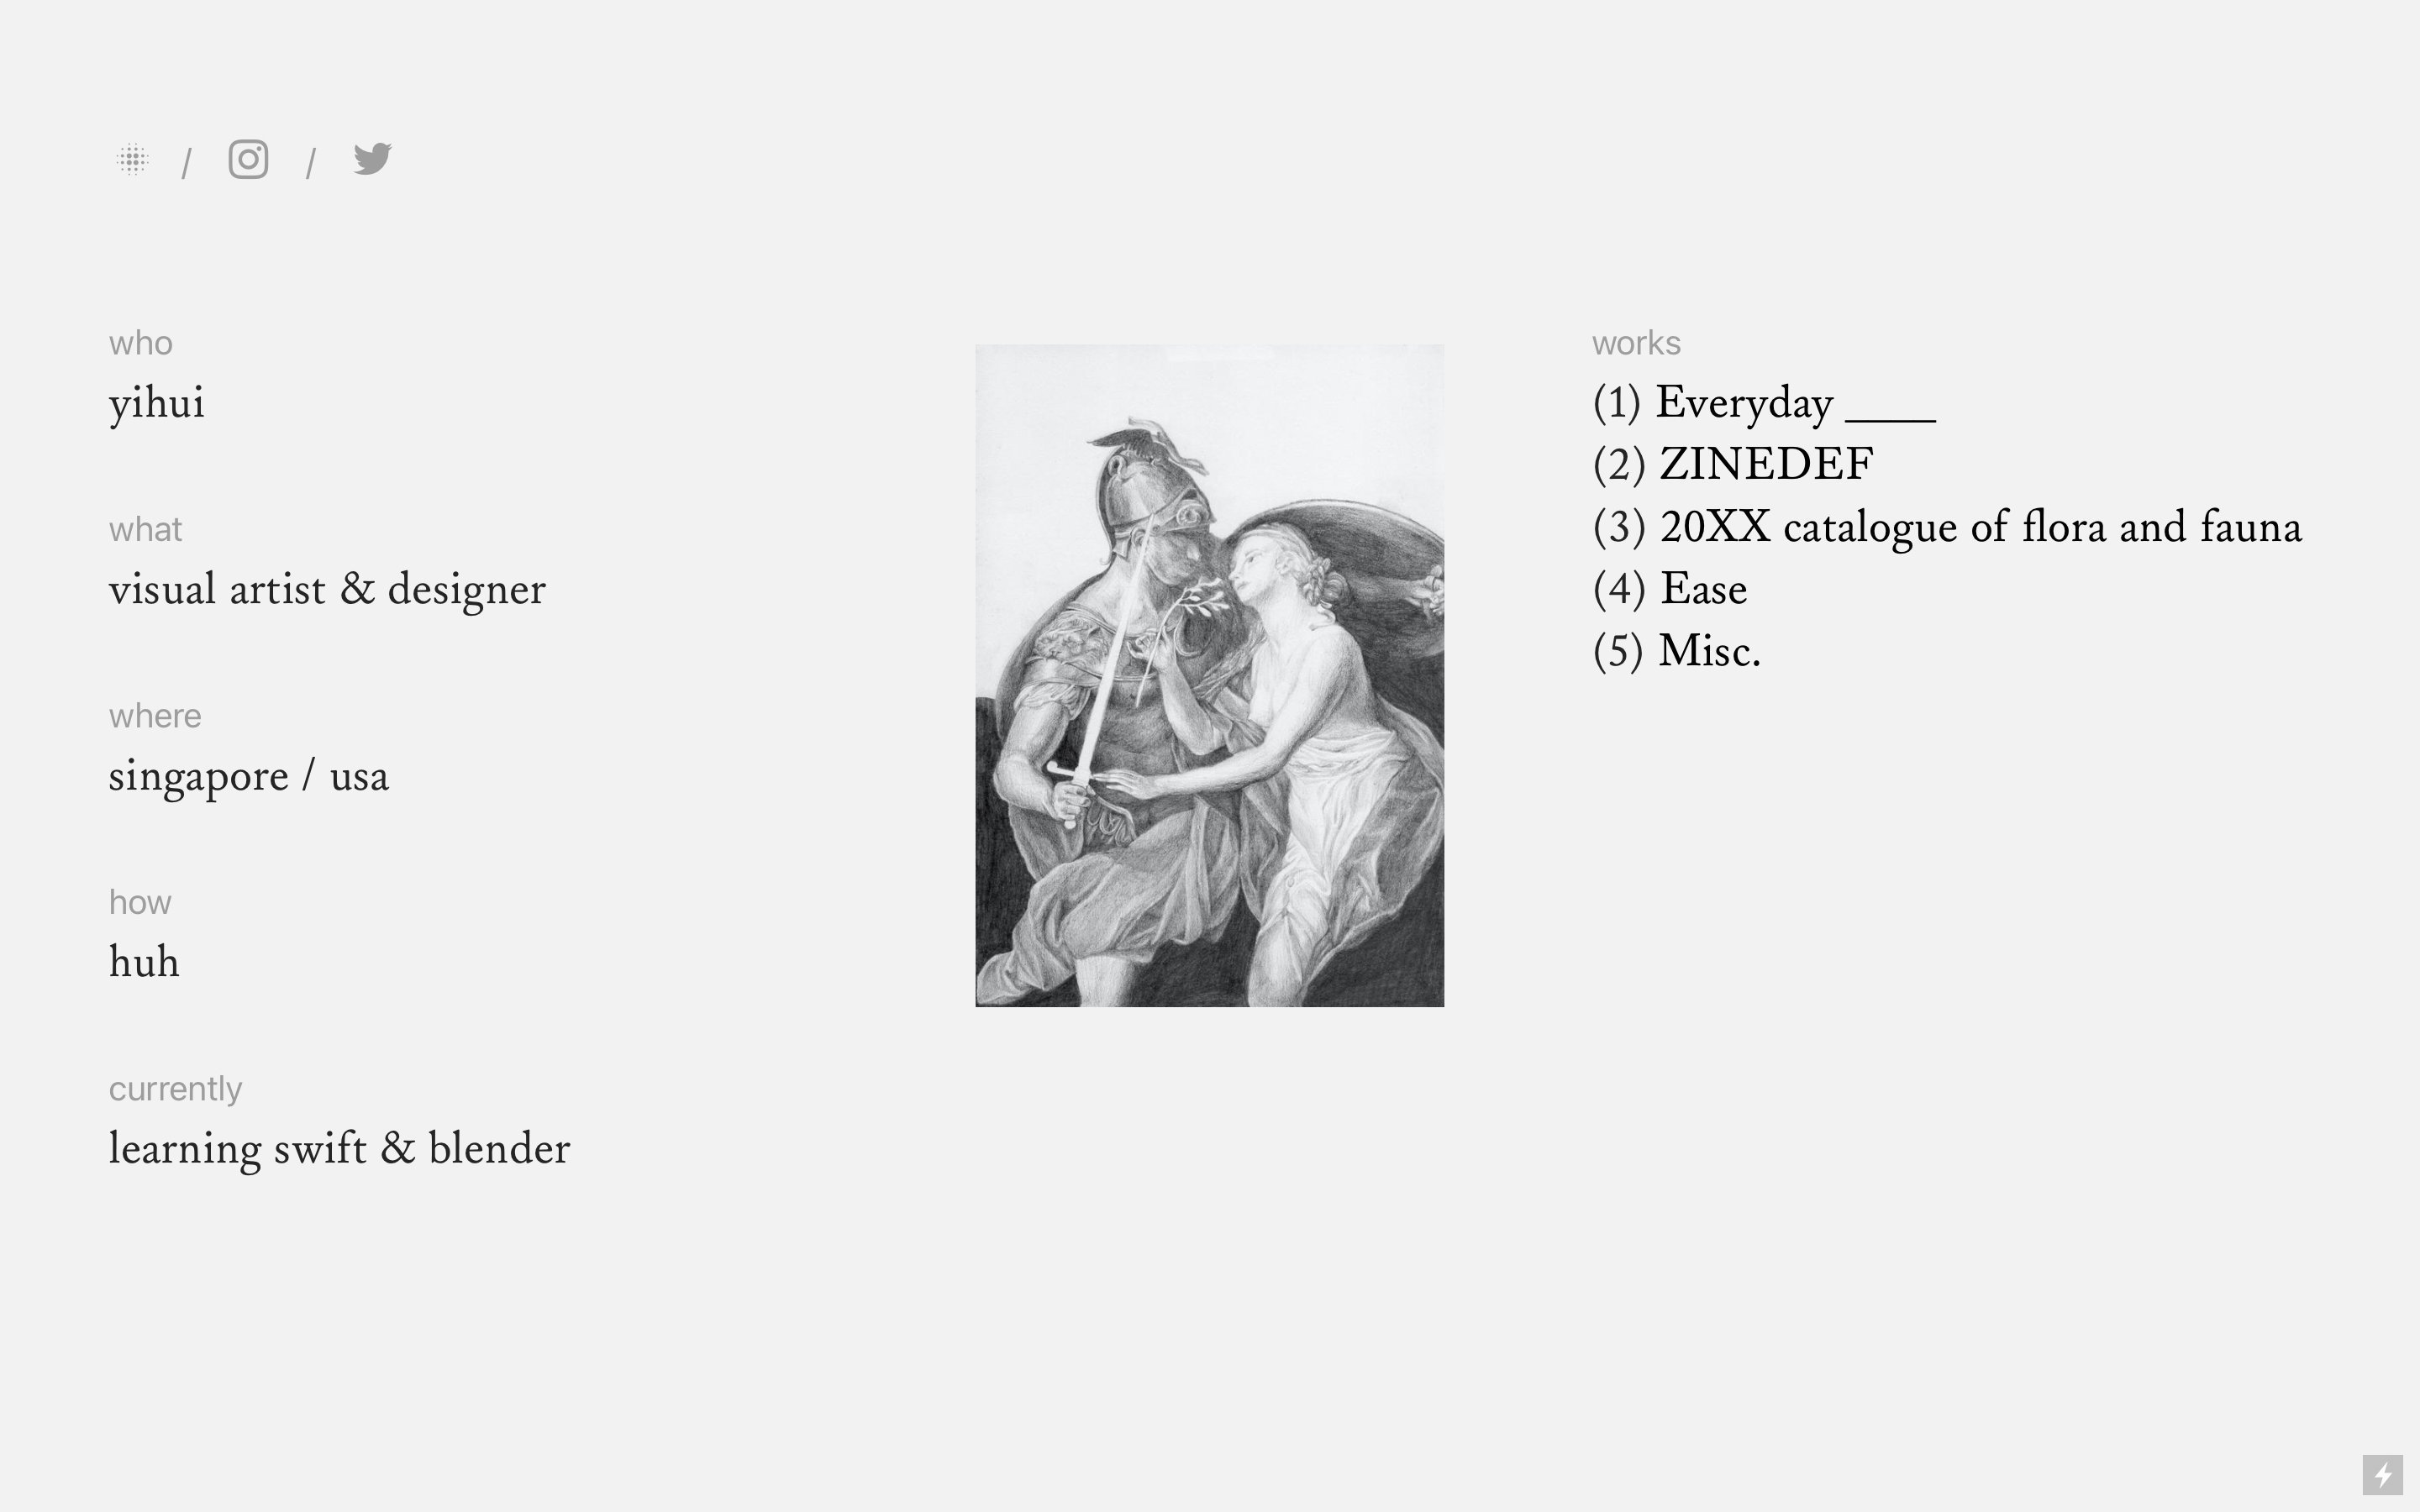 / /
who
yihui
what
visual artist & designer
where
singapore / usa
how
huh
currently
learning swift & blender
works
(1) Everyday ____
(2) ZINEDEF
(3) 20XX catalogue of flora and fauna
(4) Ease
(5) Misc.